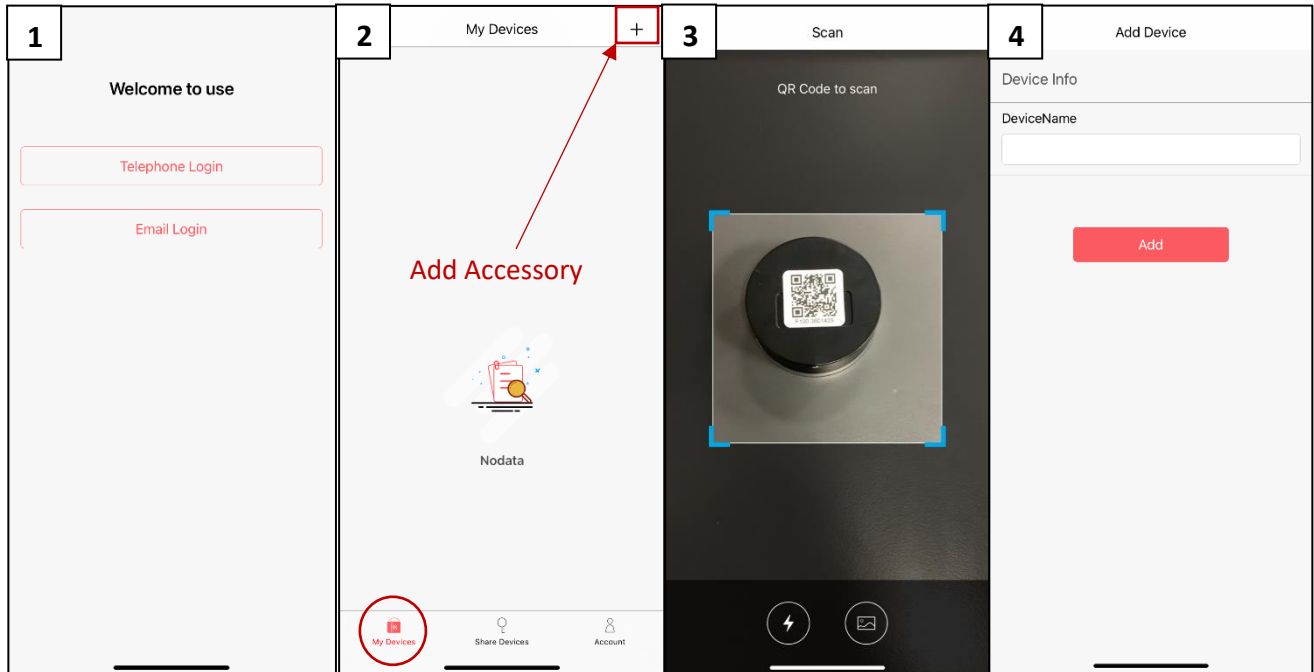 1
Welcome to use
Telephone Login
Email Login
2
My Devices
+
Add Accessory
Nodata
My Devices
Share Devices
Account
3
Scan
QR Code to scan
4
Add Device
Device Info
DeviceName
Add